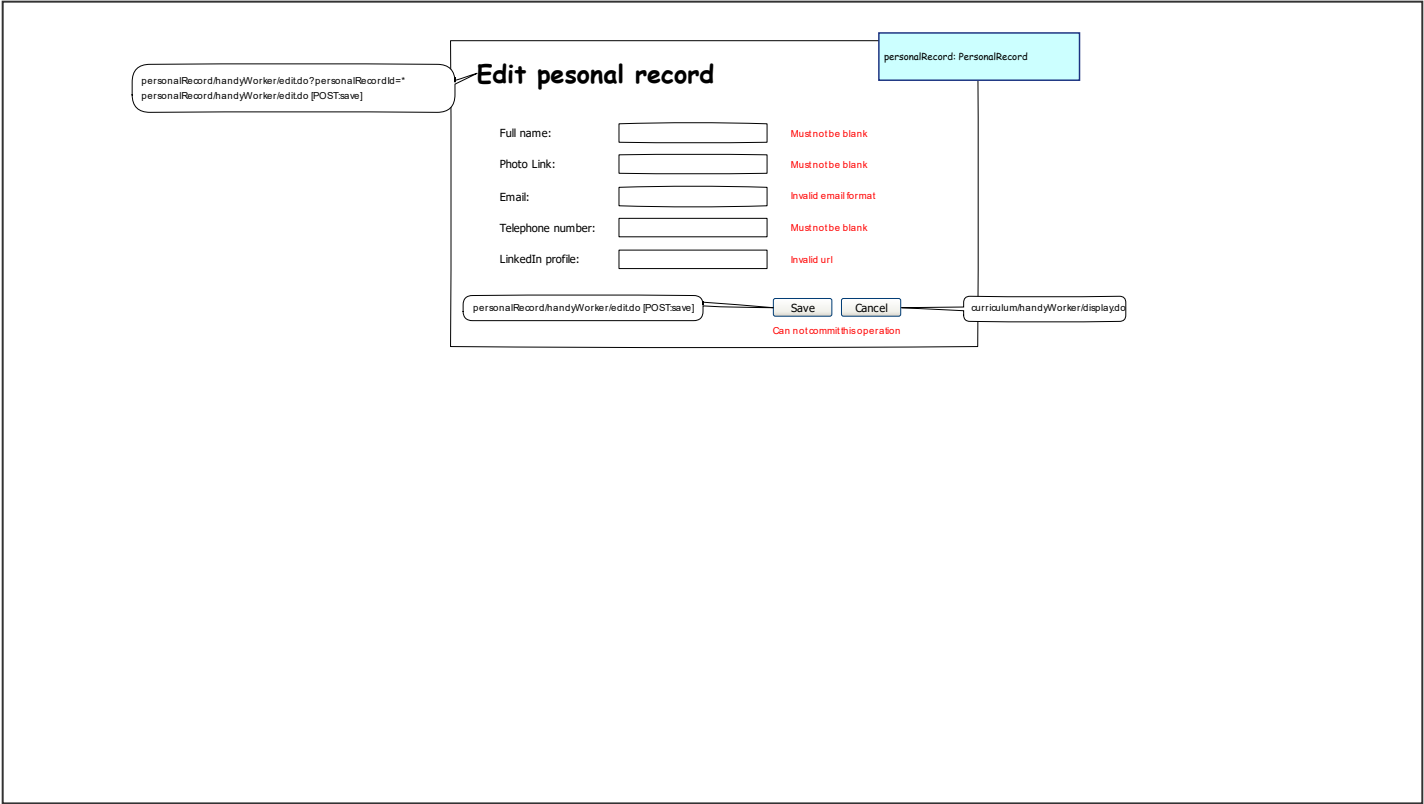 personalRecord: PersonalRecord
personalRecord/handyWorker/edit.do?personalRecordId=*
personalRecord/handyWorker/edit.do [POST:save]
Edit pesonal record
Full name: Must not be blank
Photo Link: Must not be blank
Email: Invalid email format
Telephone number: Must not be blank
LinkedIn profile: Invalid url
personalRecord/handyWorker/edit.do [POST:save] Save Cancel curriculum/handyWorker/display.do
Can not commit this operation